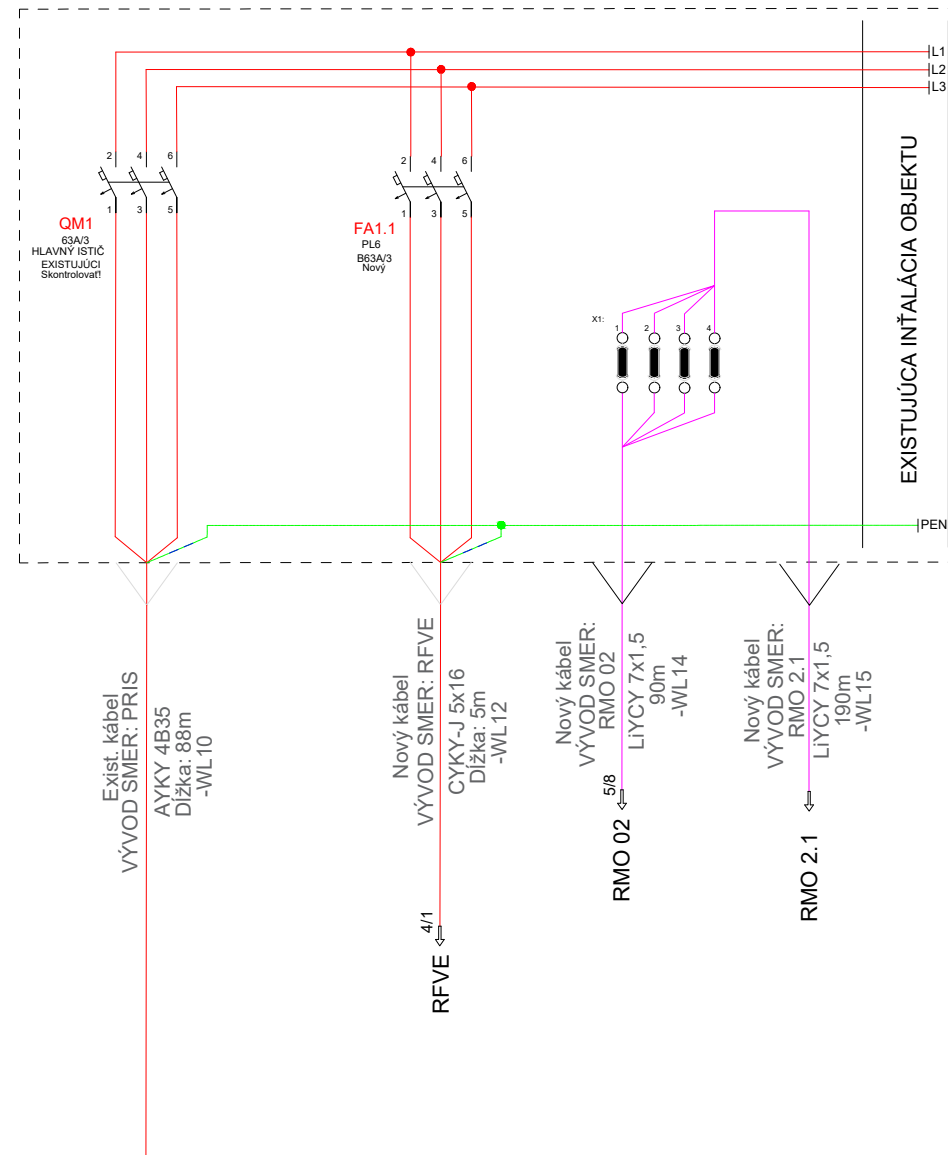 L1
L2
L3
EXISTUJÚCA INŤALÁCIA OBJEKTU
PEN
2 4 6
1 3 5
QM1
63A/3
HLAVNÝ ISTIČ
EXISTUJÚCI
Skontrolovať!
2 4 6
1 3 5
FA1.1
PL6
B63A/3
Nový
X1:
1 2 3 4
Exist. kábel
VÝVOD SMER: PRIS
AYKY 4B35
Dĺžka: 88m
-WL10
Nový kábel
VÝVOD SMER: RFVE
CYKY-J 5x16
Dĺžka: 5m
-WL12
4/1
RFVE
Nový kábel
VÝVOD SMER:
RMO 02
LiYCY 7x1,5
90m
-WL14
5/8
RMO 02
Nový kábel
VÝVOD SMER:
RMO 2.1
LiYCY 7x1,5
190m
-WL15
RMO 2.1